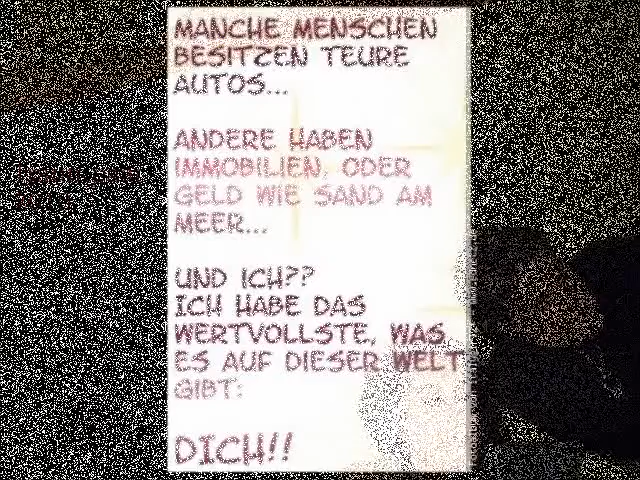 MANCHE MENSCHEN
BESITZEN TEURE
AUTOS...
ANDERE HABEN
IMMOBILIEN, ODER
GELD WIE SAND AM
MEER...
UND ICH??
ICH HABE DAS
WERTVOLLSTE, WAS
ES AUF DIESER WELT
GIBT:
DICH!!